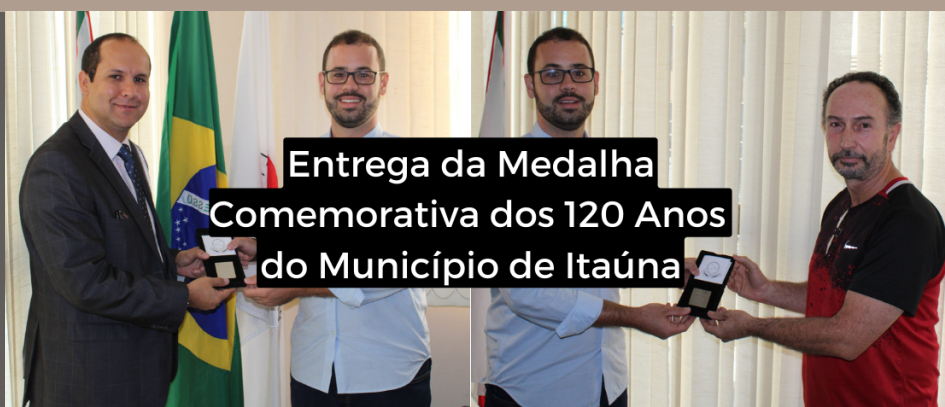 Entrega da Medalha
Comemorativa dos 120 Anos
do Município de Itaúna